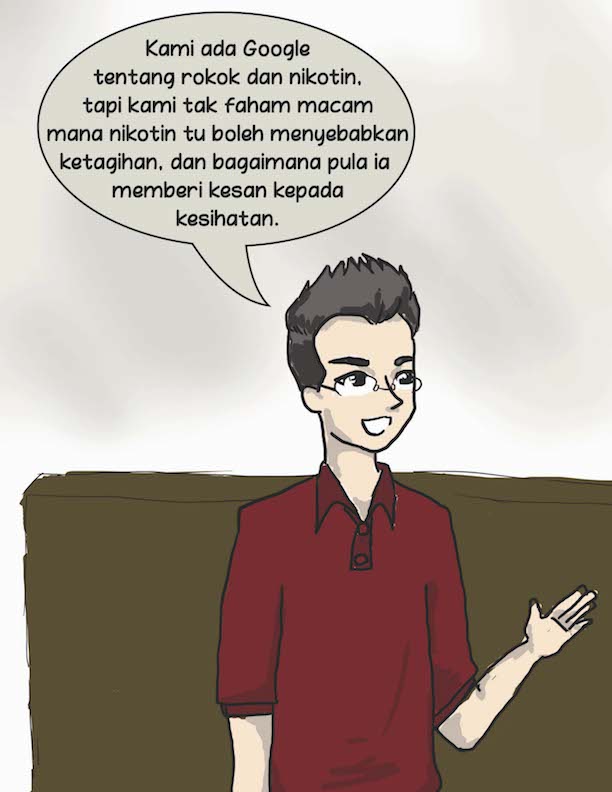 Kami ada Google
tentang rokok dan nikotin,
tapi kami tak faham macam
mana nikotin tu boleh menyebabkan
ketagihan, dan bagaimana pula ia
memberi kesan kepada
kesihatan.